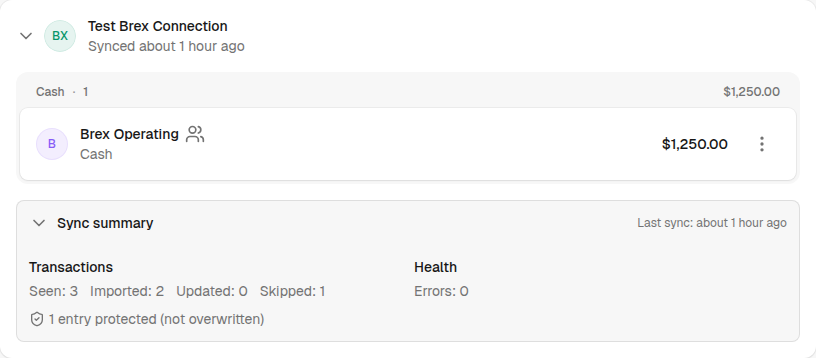 BX
Test Brex Connection
Synced about 1 hour ago
Cash · 1 $1,250.00
B
Brex Operating
Cash
$1,250.00
Sync summary
Last sync: about 1 hour ago
Transactions
Seen: 3 Imported: 2 Updated: 0 Skipped: 1
1 entry protected (not overwritten)
Health
Errors: 0